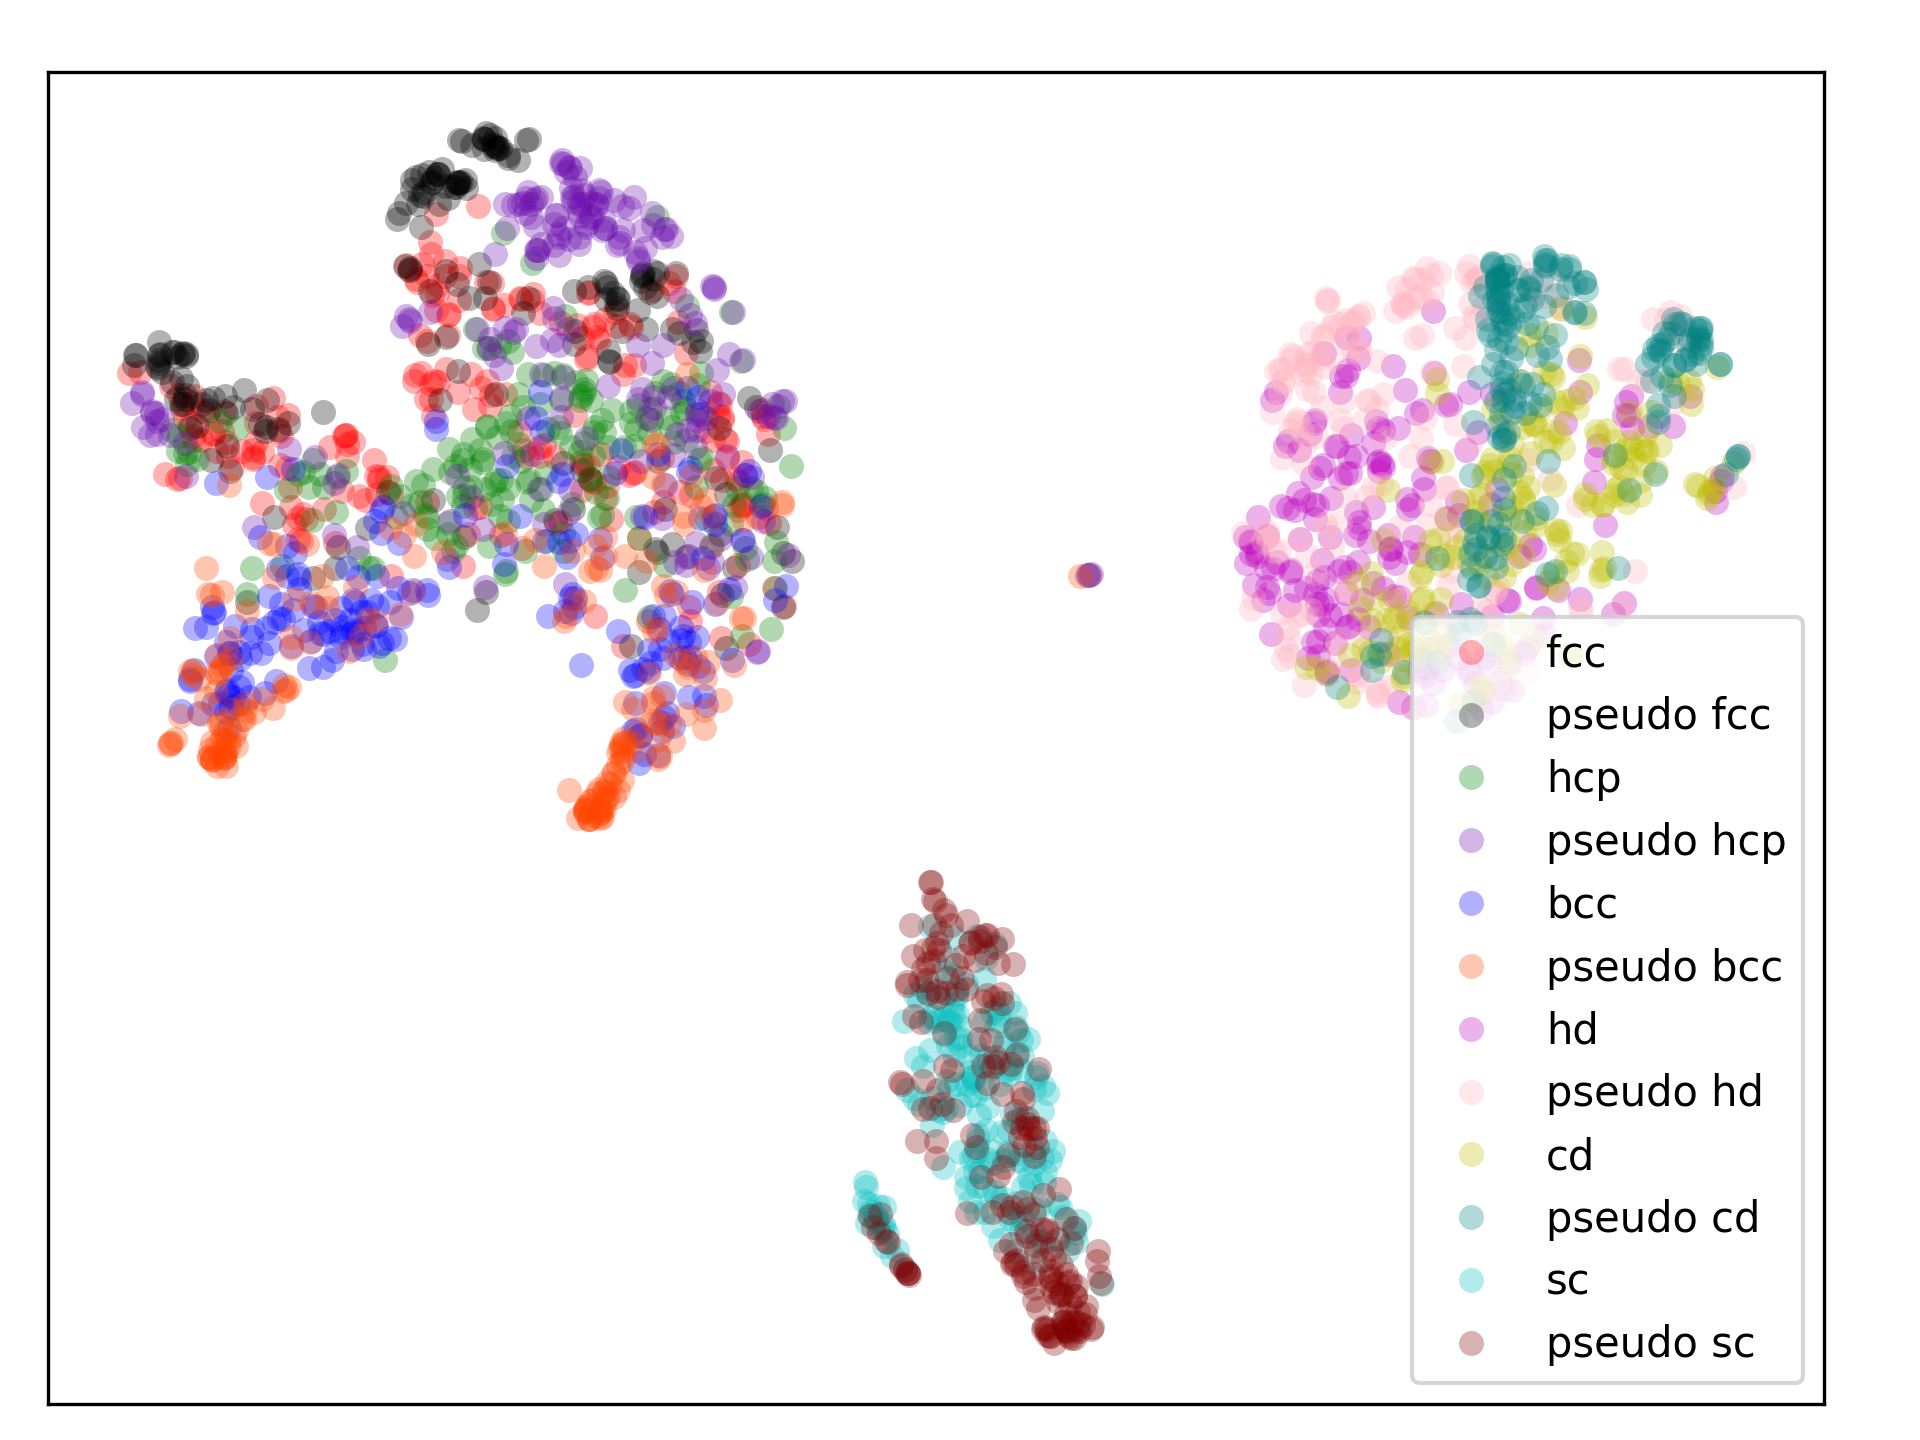 fcc
pseudo fcc
hcp
pseudo hcp
bcc
pseudo bcc
hd
pseudo hd
cd
pseudo cd
sc
pseudo sc